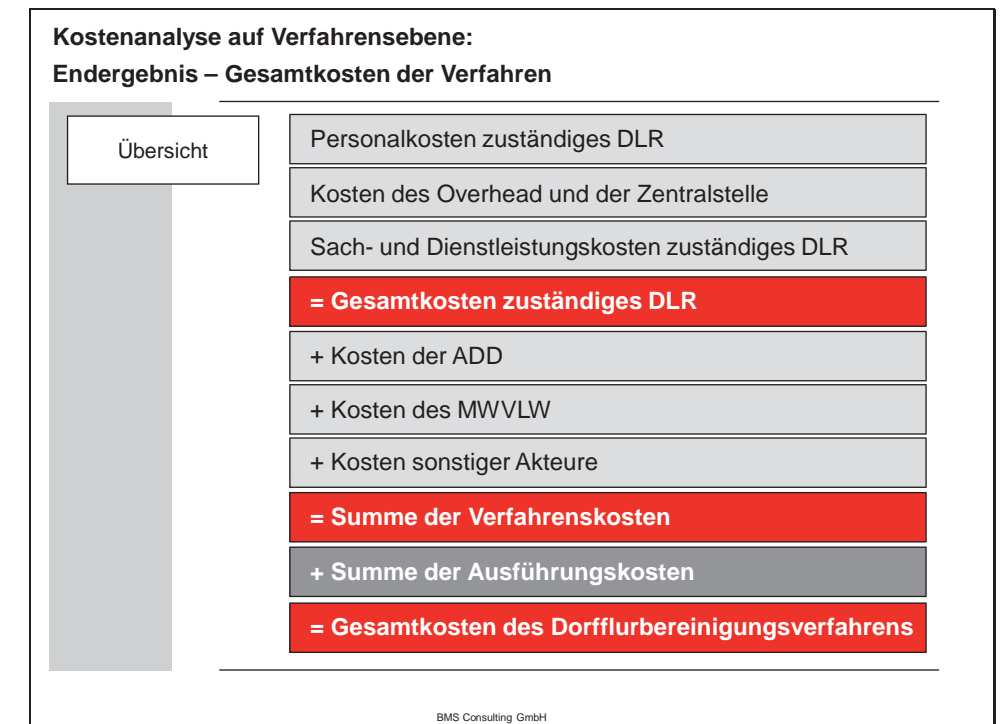 Kostenanalyse auf Verfahrensebene:
Endergebnis – Gesamtkosten der Verfahren
Übersicht
Personalkosten zuständiges DLR
Kosten des Overhead und der Zentralstelle
Sach- und Dienstleistungskosten zuständiges DLR
= Gesamtkosten zuständiges DLR
+ Kosten der ADD
+ Kosten des MWVLW
+ Kosten sonstiger Akteure
= Summe der Verfahrenskosten
+ Summe der Ausführungskosten
= Gesamtkosten des Dorfflurbereinigungsverfahrens
BMS Consulting GmbH